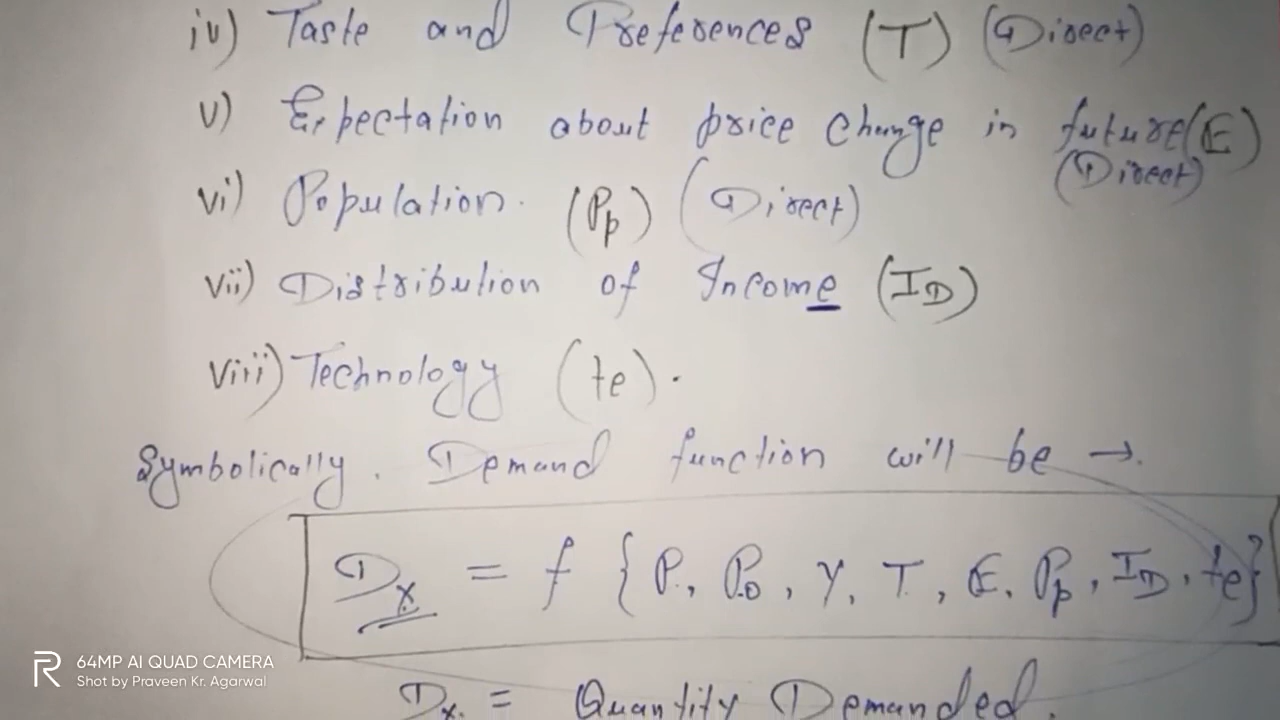 iv) Taste and Preferences (T) (Direct)
v) Expectation about price change in future (E)
(Direct)
vi) Population. (Pp) (Direct)
vii) Distribution of Income (ID)
viii) Technology (te).
Symbolically. Demand function will be →.
Dx = f {P, Po, Y, T, E, Pp, ID, te}
Dx. = Quantity Demanded.
R 64MP AI QUAD CAMERA
Shot by Praveen Kr. Agarwal